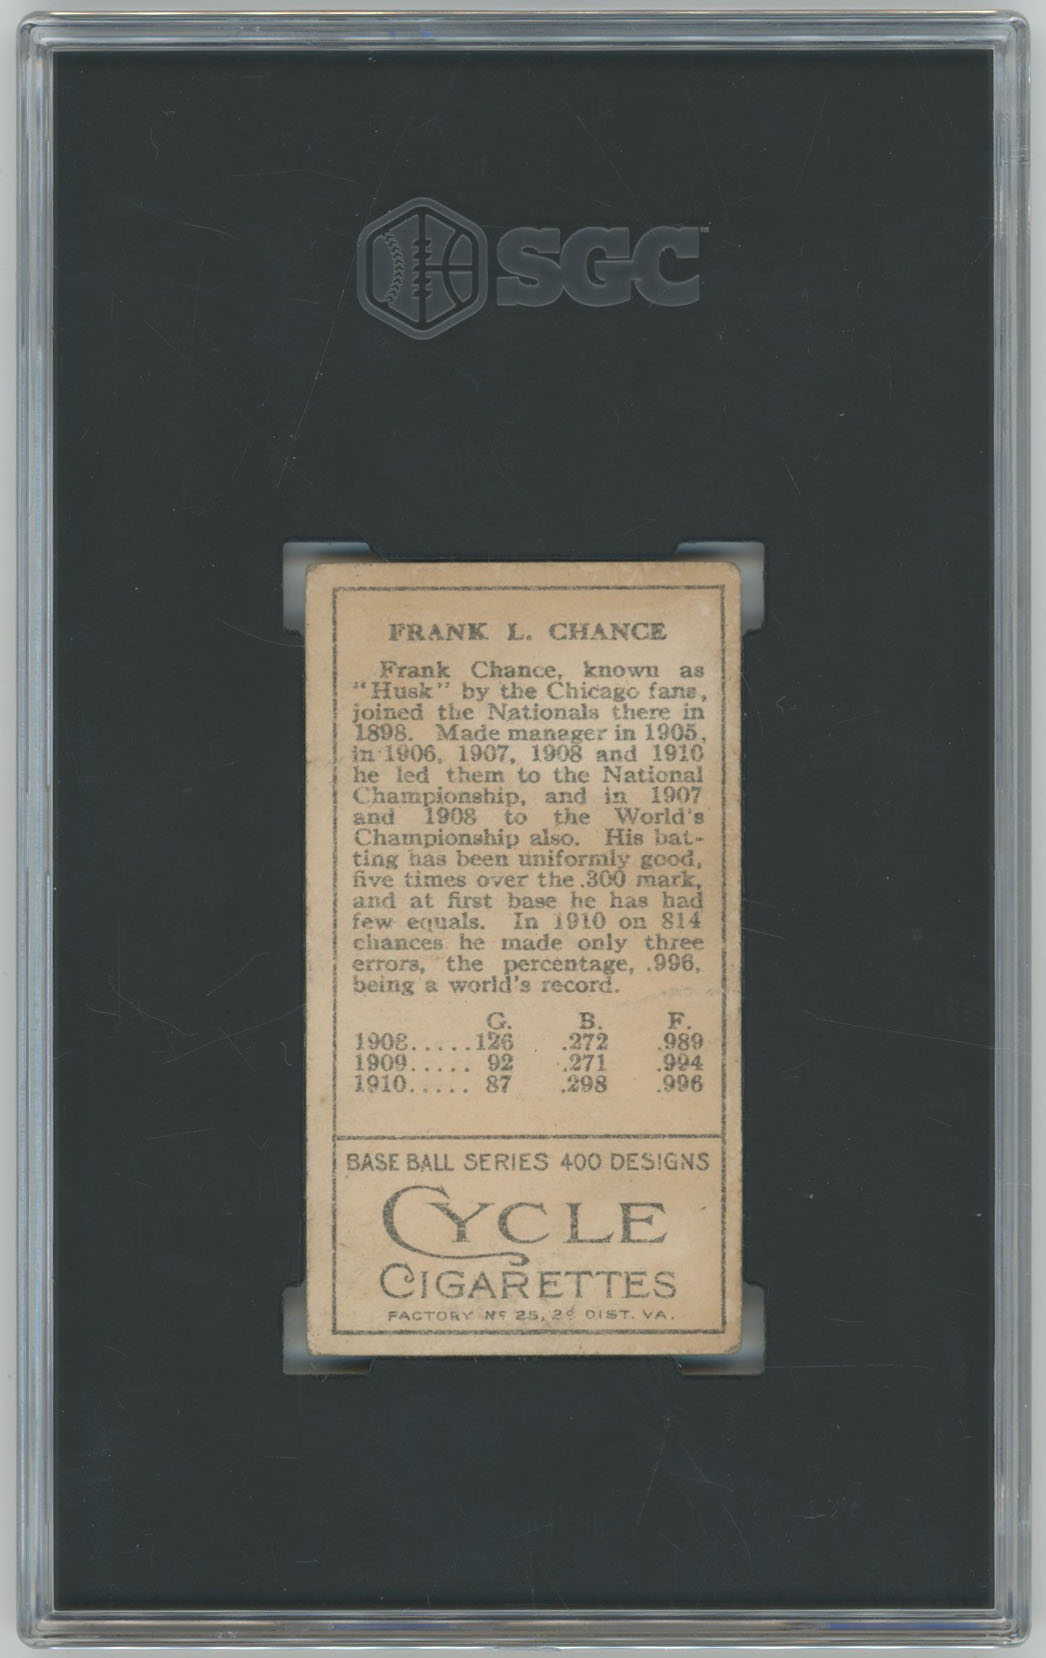 SGC
FRANK L. CHANCE
Frank Chance, known as
"Husk" by the Chicago fans,
joined the Nationals there in
1898. Made manager in 1905,
in 1906, 1907, 1908 and 1910
he led them to the National
Championship, and in 1907
and 1908 to the World's
Championship also. His bat-
ting has been uniformly good,
five times over the .300 mark,
and at first base he has had
few equals. In 1910 on 814
chances he made only three
errors, the percentage, .996,
being a world's record.
G. B. F.
1908.....126 .272 .989
1909..... 92 .271 .994
1910..... 87 .298 .996
BASE BALL SERIES 400 DESIGNS
CYCLE
CIGARETTES
FACTORY No 25, 2d DIST. VA.